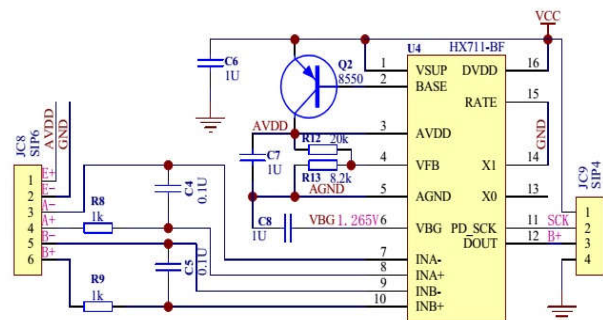 VCC
U4 HX711-BF
C6
1U
Q2
8550
1 VSUP DVDD 16
2 BASE
RATE 15
AVDD R12 20k 3 AVDD
GND
C7
1U
R13 8.2k 4 VFB X1 14
AGND 5 AGND X0 13
C8
1U
VBG 1.265V 6 VBG PD_SCK 11 SCK
DOUT 12 B+
7 INA-
8 INA+
9 INB-
10 INB+
JC8
SIP6
AVDD
GND
1 E+
2 E-
3 A-
4 A+
5 B-
6 B+
R8
1k
C4
0.1U
C5
0.1U
R9
1k
JC9
SIP4
1
2
3
4